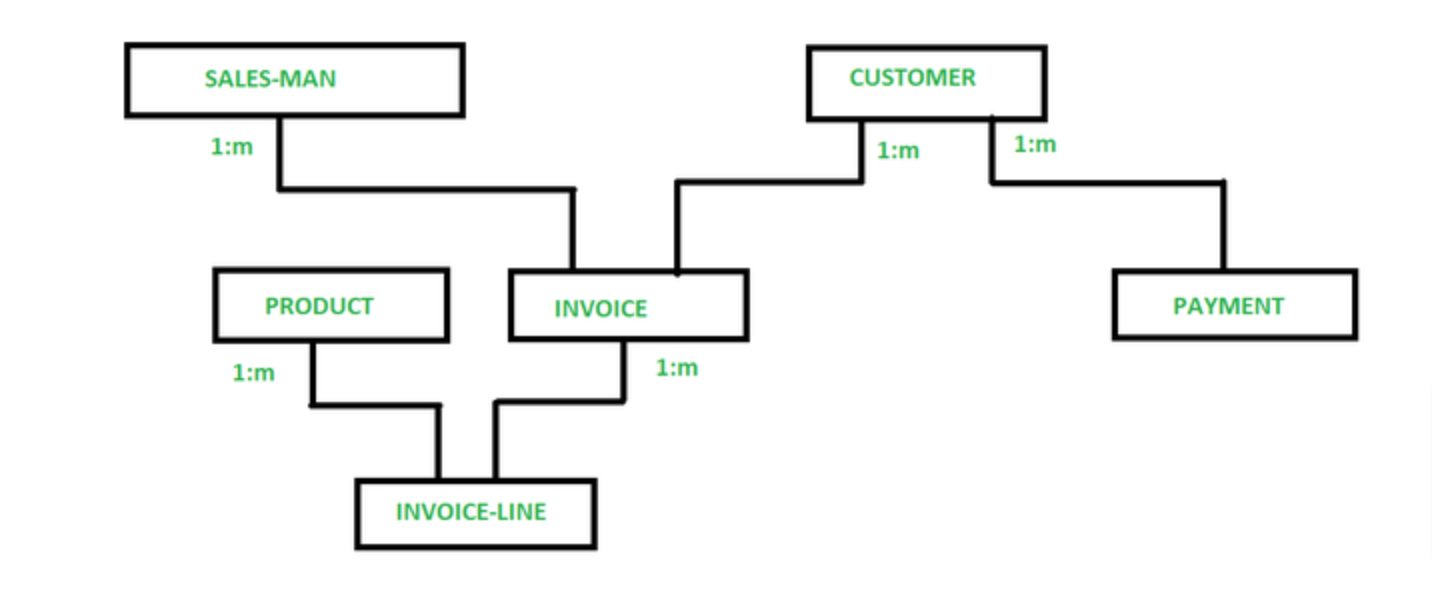 SALES-MAN
CUSTOMER
1:m
1:m
1:m
PRODUCT
INVOICE
PAYMENT
1:m
1:m
INVOICE-LINE